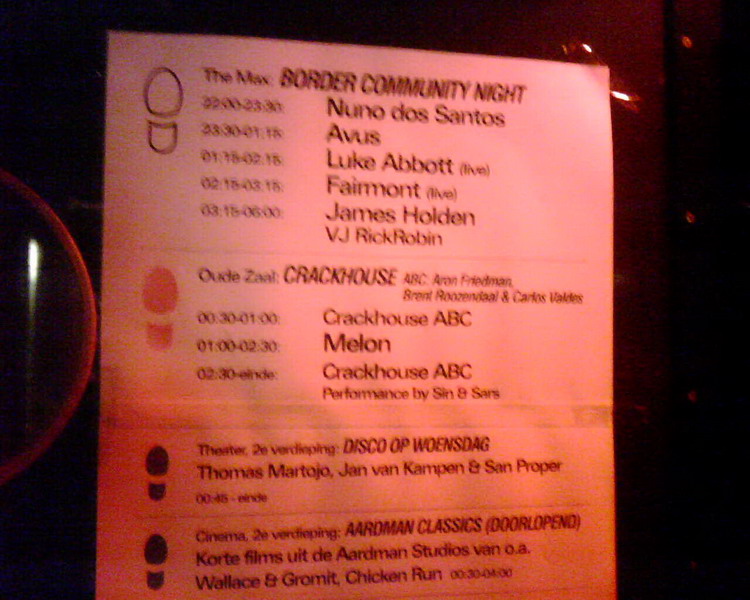 The Max: BORDER COMMUNITY NIGHT
22:00-23:30: Nuno dos Santos
23:30-01:15: Avus
01:15-02:15: Luke Abbott (live)
02:15-03:15: Fairmont (live)
03:15-06:00: James Holden
VJ RickRobin
Oude Zaal: CRACKHOUSE ABC: Aron Friedman,
Brent Roozendaal & Carlos Valdes
00:30-01:00: Crackhouse ABC
01:00-02:30: Melon
02:30-einde: Crackhouse ABC
Performance by Sin & Sars
Theater, 2e verdieping: DISCO OP WOENSDAG
Thomas Martojo, Jan van Kampen & San Proper
00:45 - einde
Cinema, 2e verdieping: AARDMAN CLASSICS (DOORLOPEND)
Korte films uit de Aardman Studios van o.a.
Wallace & Gromit, Chicken Run 00:30-04:00